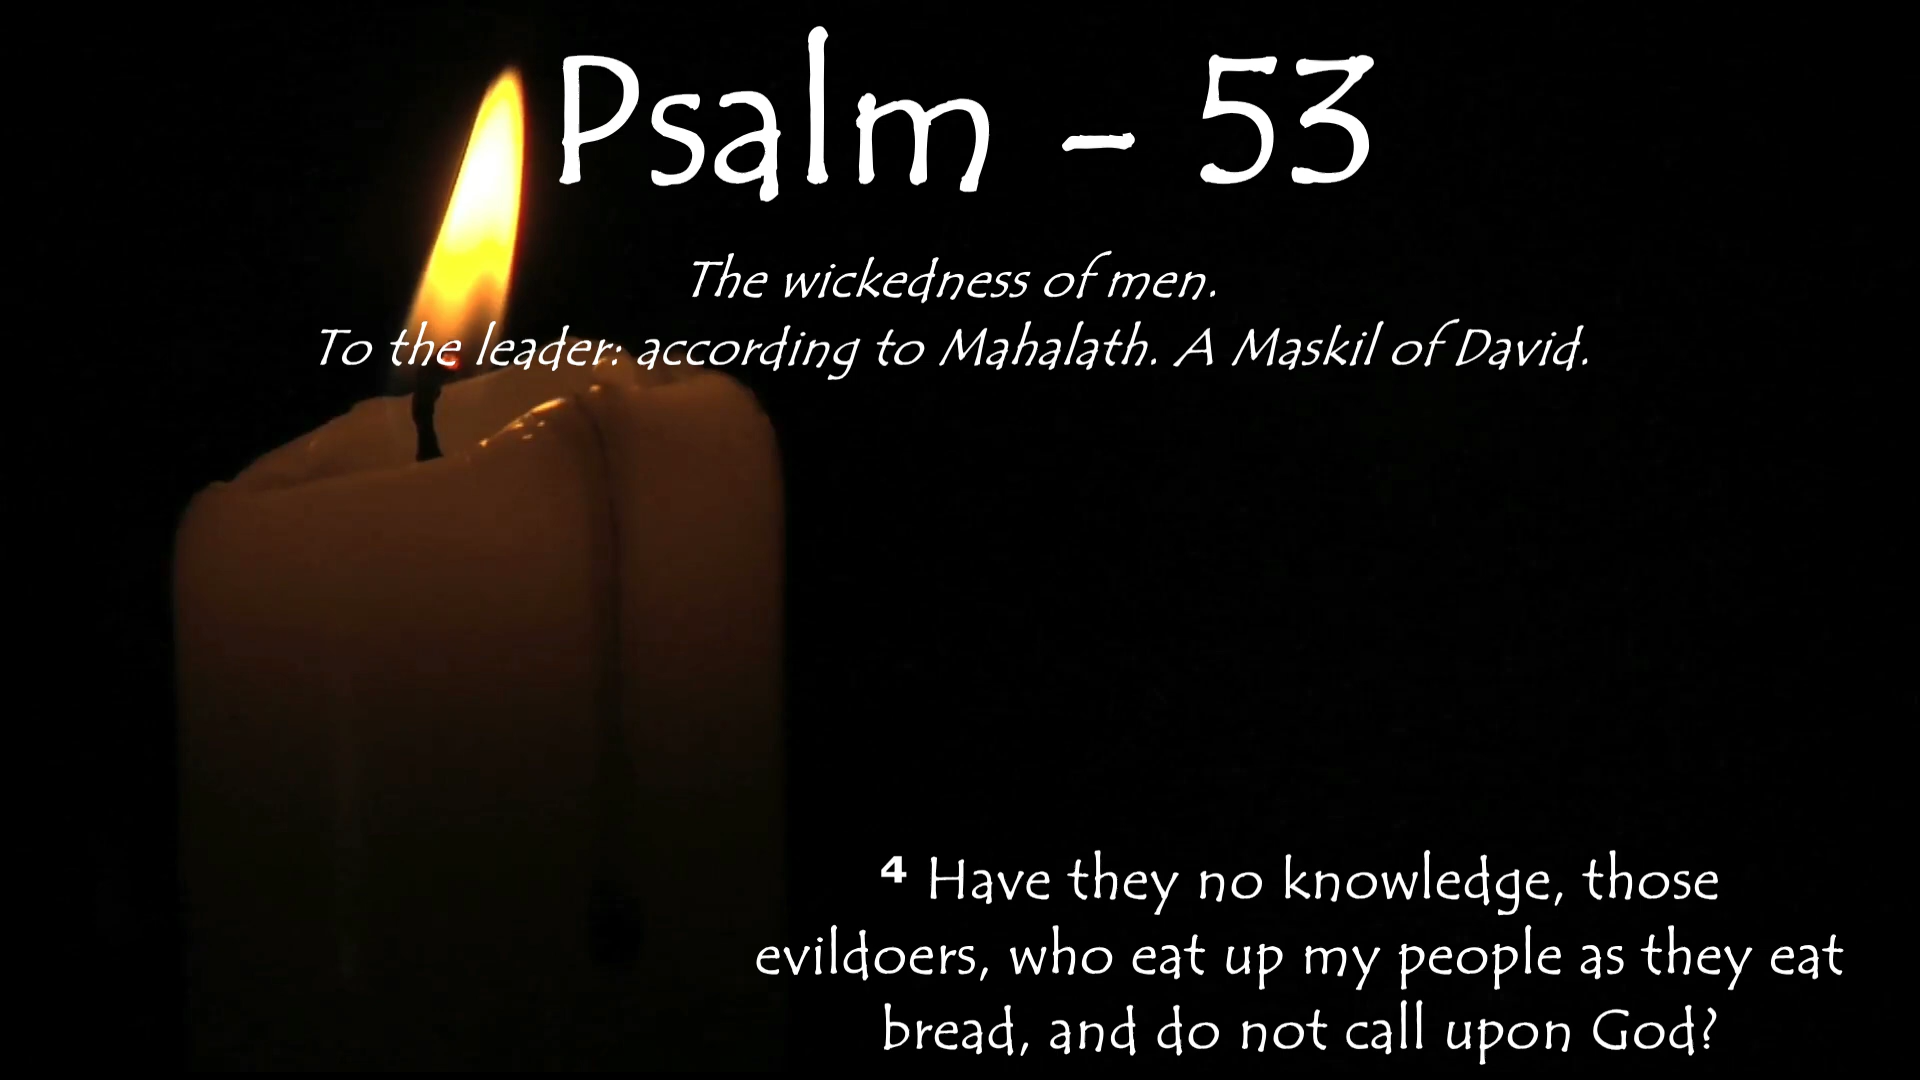 Psalm - 53
The wickedness of men.
To the leader: according to Mahalath. A Maskil of David.
⁴ Have they no knowledge, those
evildoers, who eat up my people as they eat
bread, and do not call upon God?